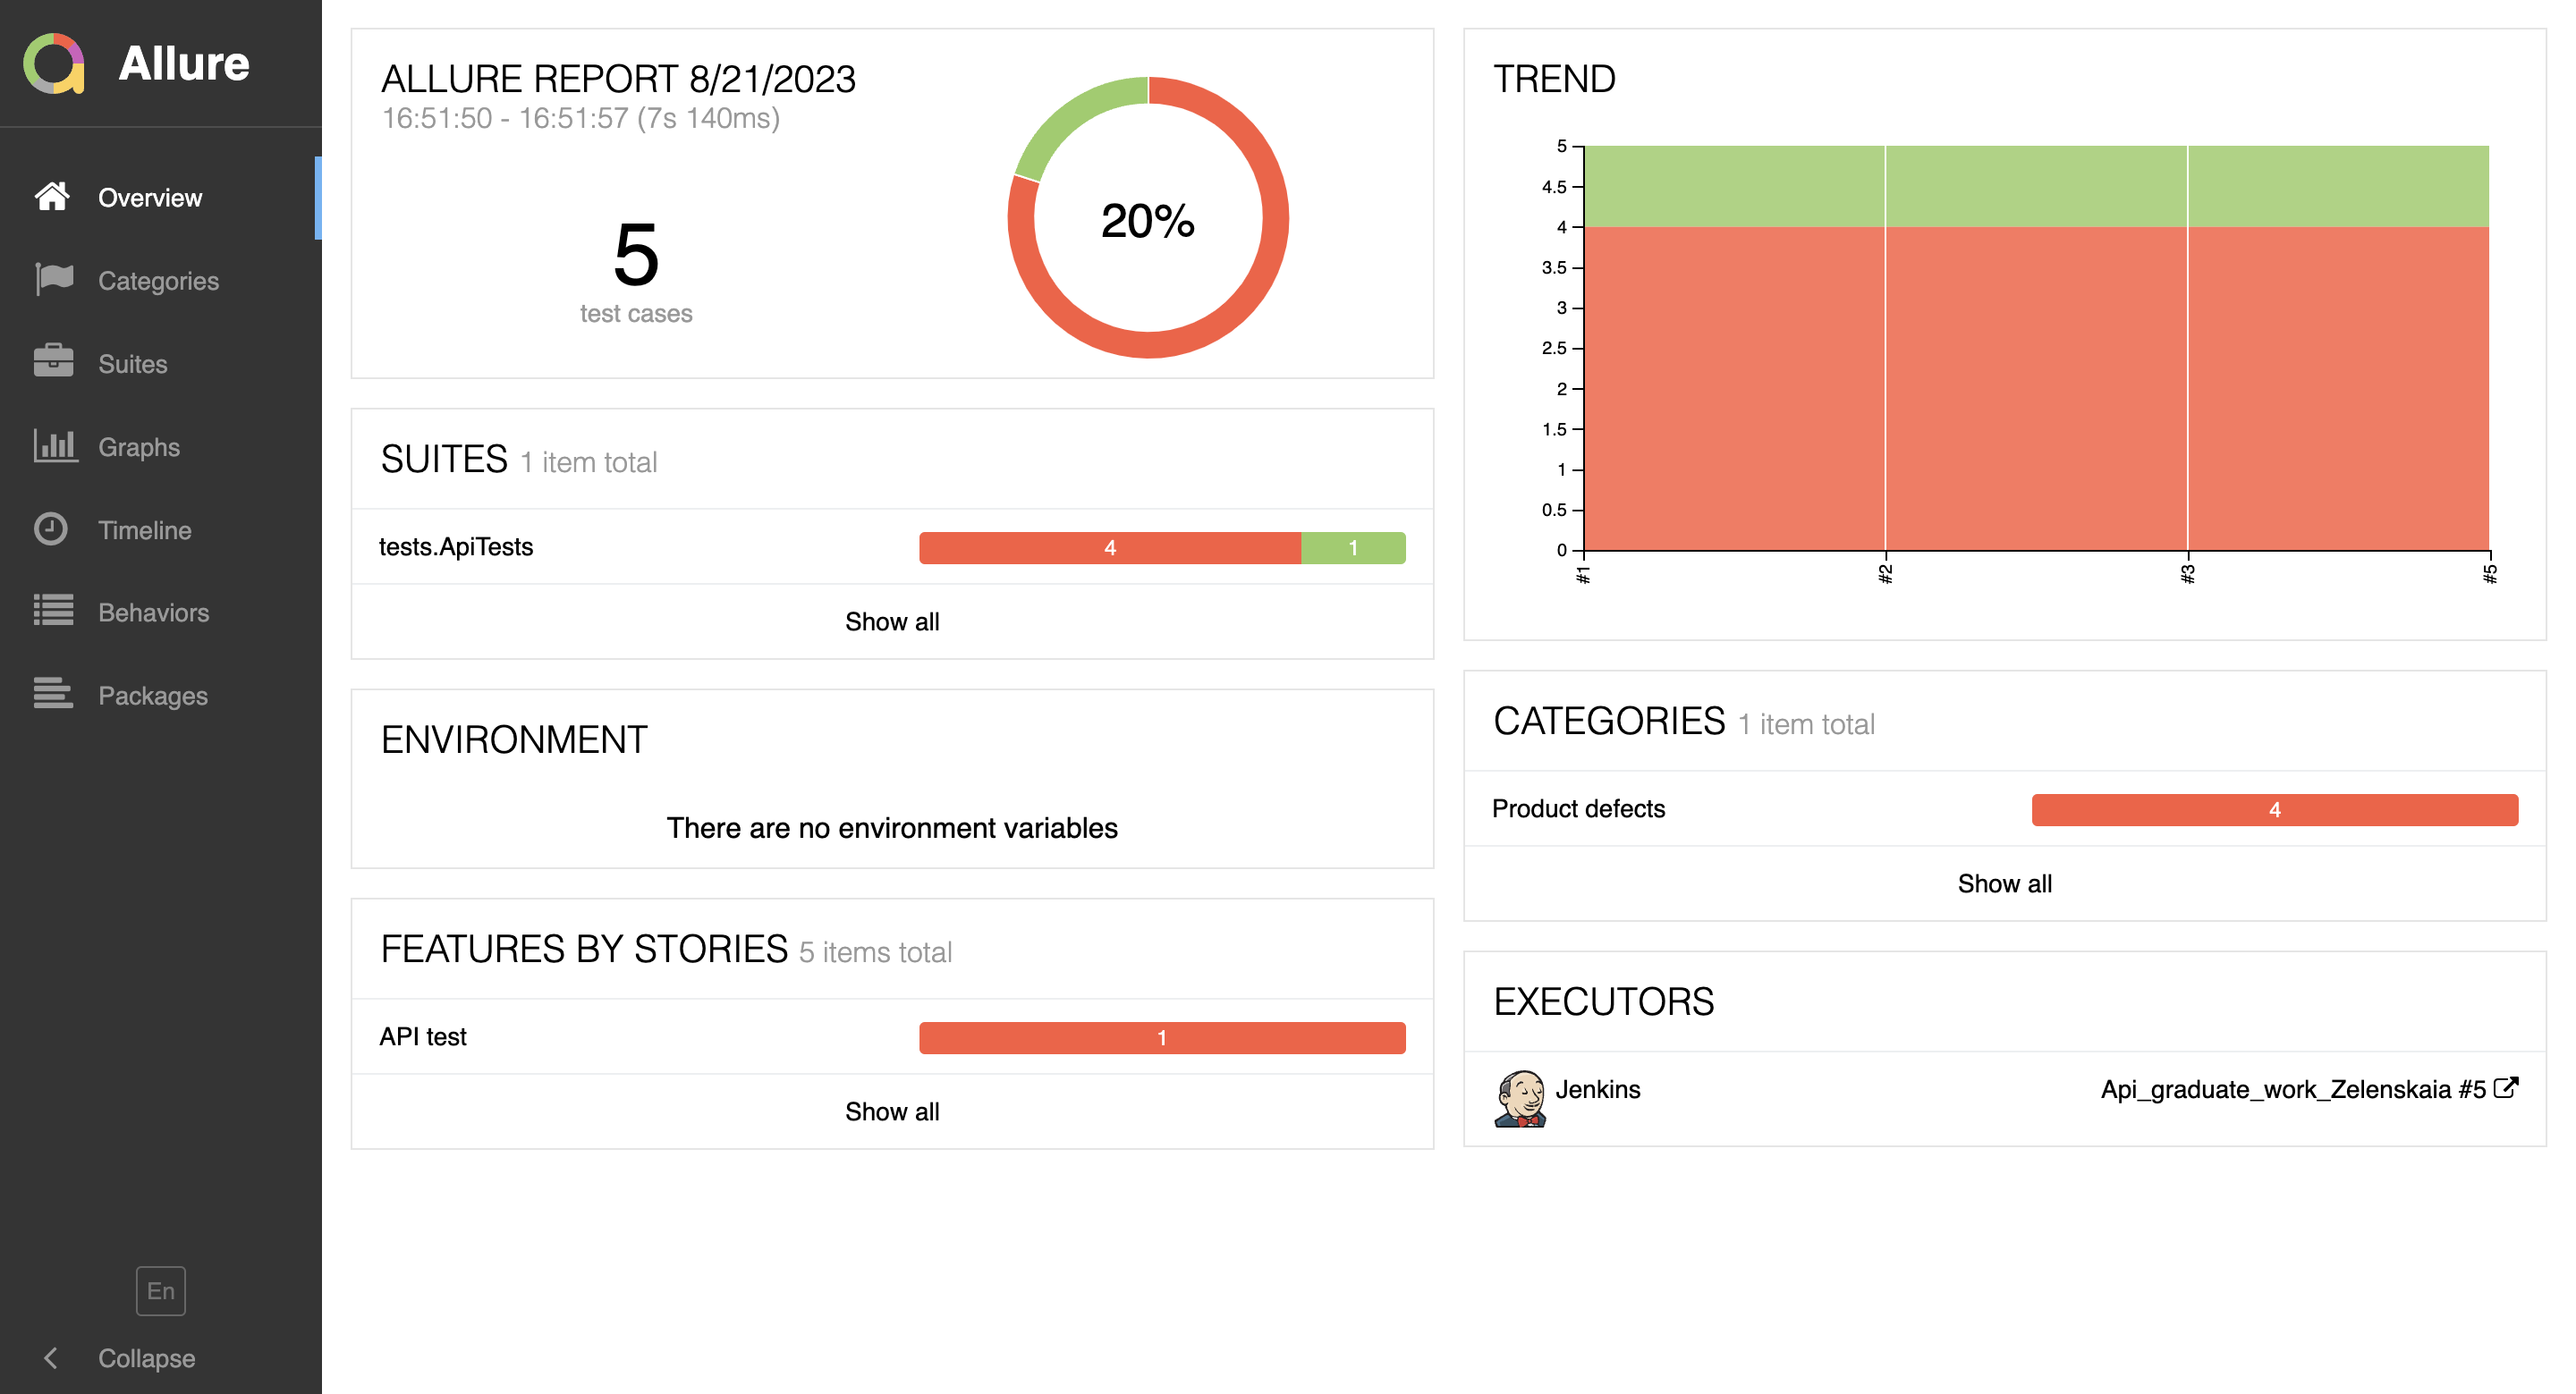 Allure
Overview
Categories
Suites
Graphs
Timeline
Behaviors
Packages
En
Collapse
ALLURE REPORT 8/21/2023
16:51:50 - 16:51:57 (7s 140ms)
5
test cases
20%
SUITES 1 item total
tests.ApiTests 4 1
Show all
ENVIRONMENT
There are no environment variables
FEATURES BY STORIES 5 items total
API test 1
Show all
TREND
5
4.5
4
3.5
3
2.5
2
1.5
1
0.5
0
#1 #2 #3 #5
CATEGORIES 1 item total
Product defects 4
Show all
EXECUTORS
Jenkins Api_graduate_work_Zelenskaia #5